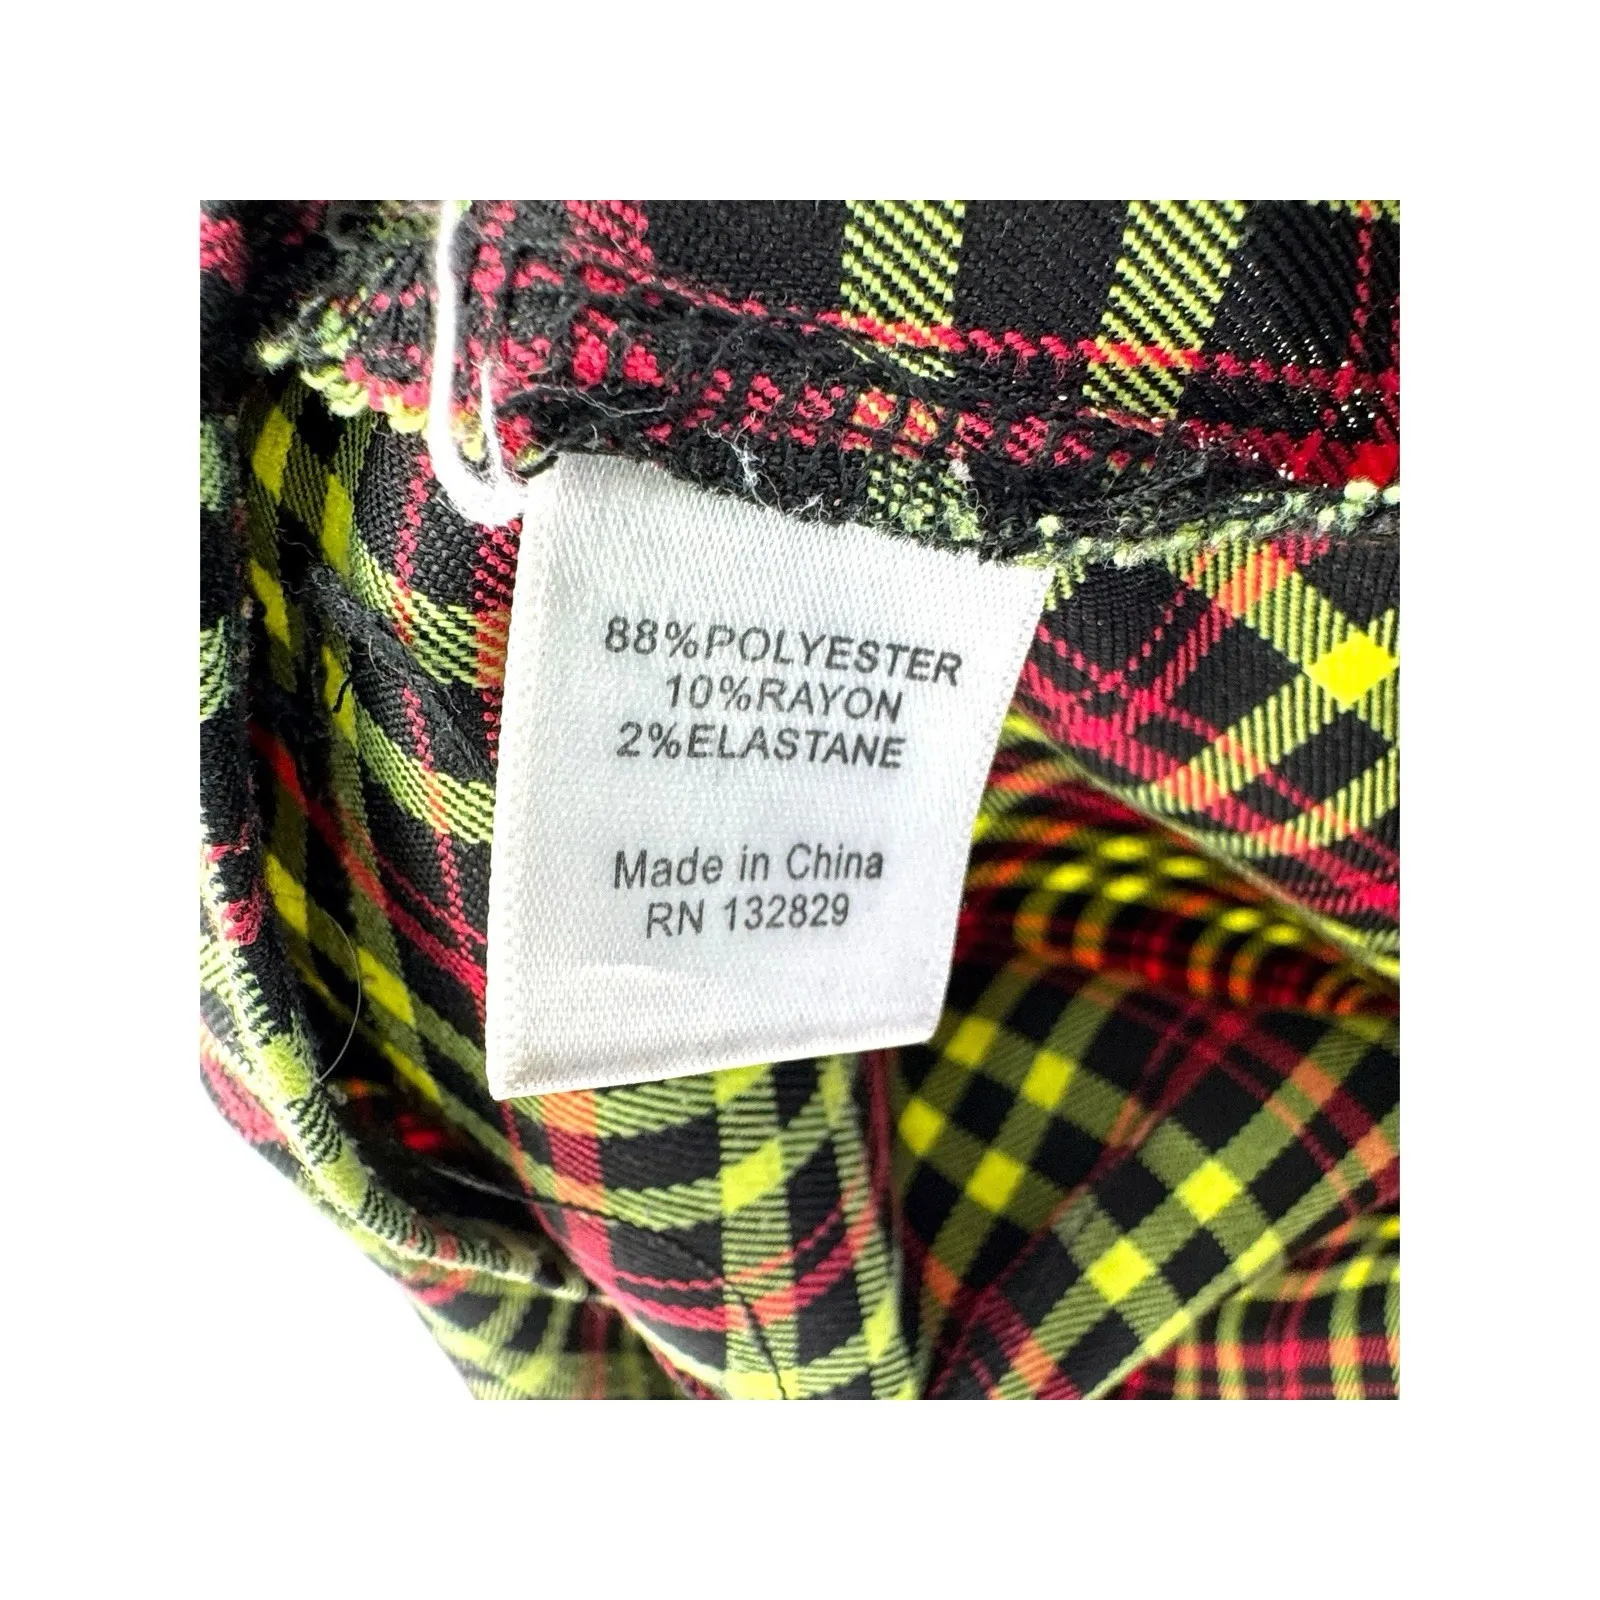 88%POLYESTER
10%RAYON
2%ELASTANE
Made in China
RN 132829